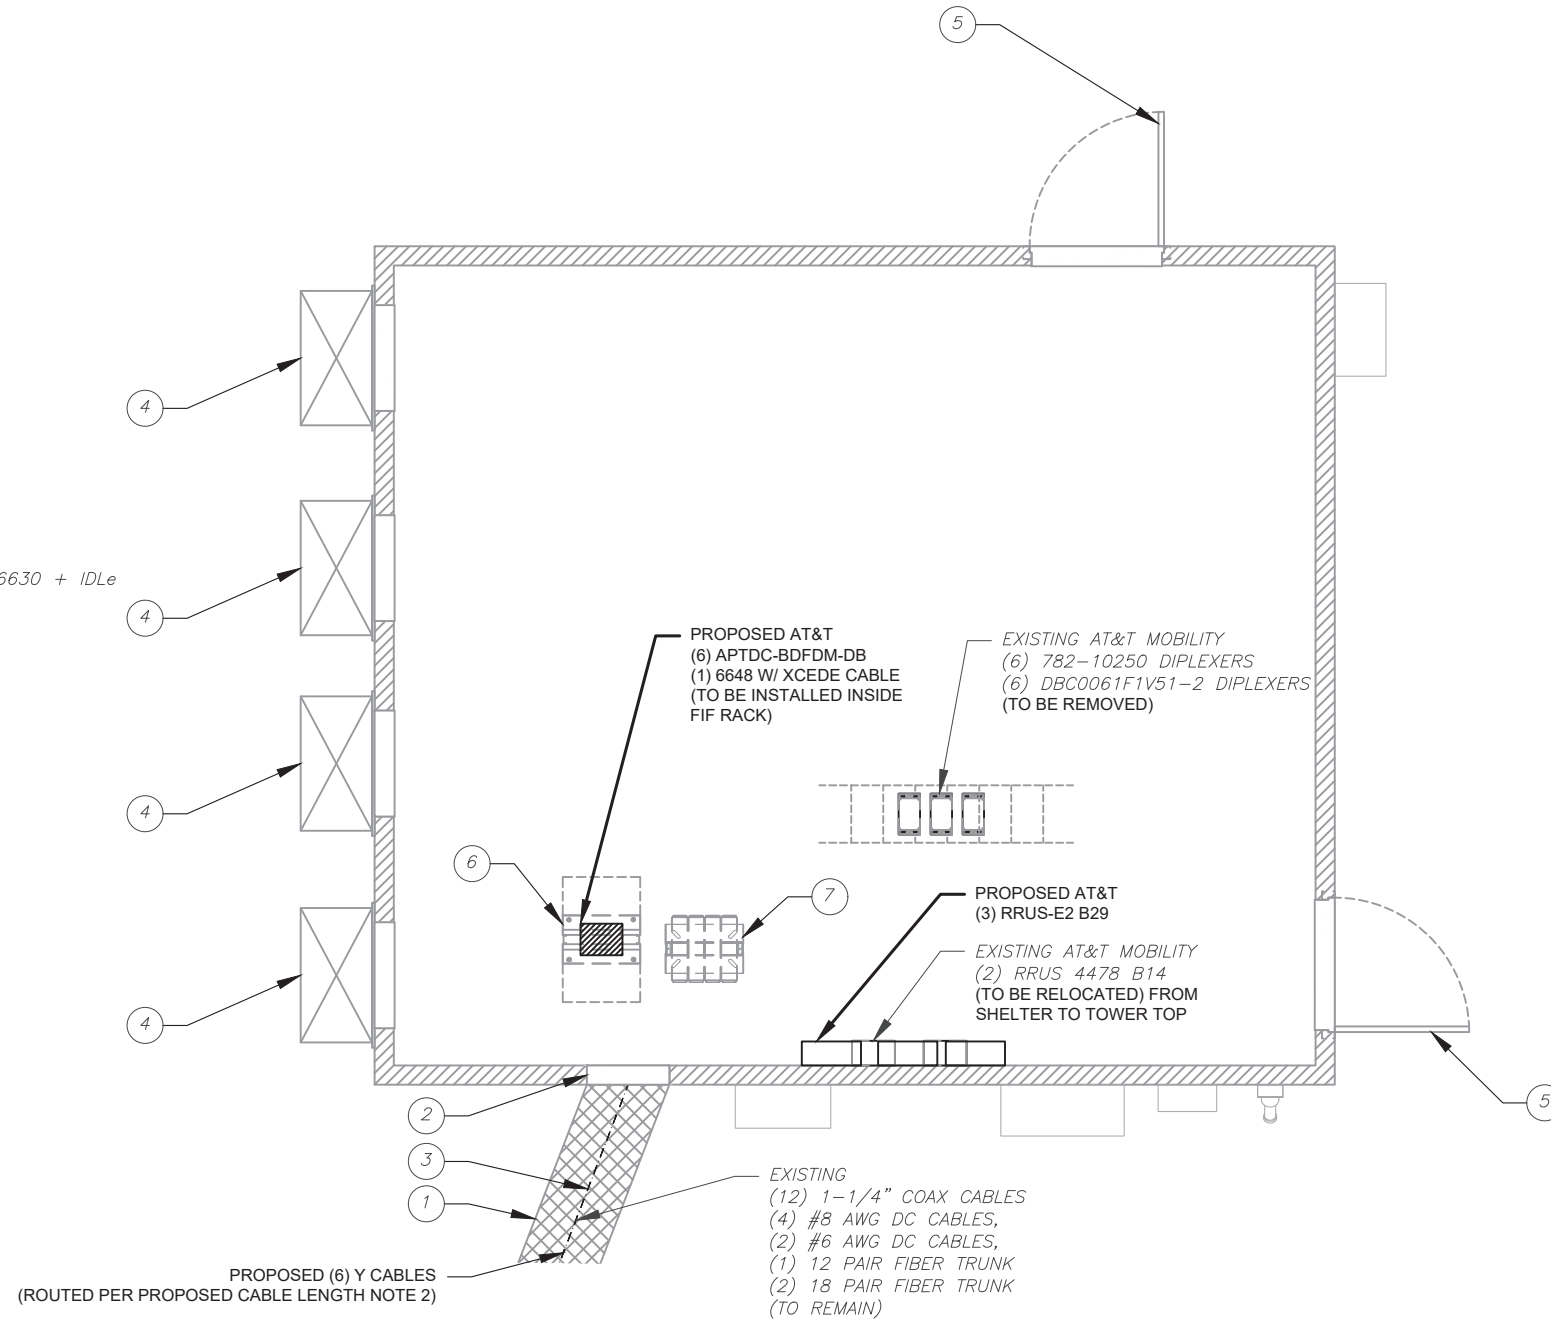 5
4
6630 + IDLe
4
PROPOSED AT&T
(6) APTDC-BDFDM-DB
(1) 6648 W/ XCEDE CABLE
(TO BE INSTALLED INSIDE
FIF RACK)
EXISTING AT&T MOBILITY
(6) 782-10250 DIPLEXERS
(6) DBC0061F1V51-2 DIPLEXERS
(TO BE REMOVED)
4
6
7
PROPOSED AT&T
(3) RRUS-E2 B29
EXISTING AT&T MOBILITY
(2) RRUS 4478 B14
(TO BE RELOCATED) FROM
SHELTER TO TOWER TOP
4
5
2
3
1
EXISTING
(12) 1-1/4" COAX CABLES
(4) #8 AWG DC CABLES,
(2) #6 AWG DC CABLES,
(1) 12 PAIR FIBER TRUNK
(2) 18 PAIR FIBER TRUNK
(TO REMAIN)
PROPOSED (6) Y CABLES
(ROUTED PER PROPOSED CABLE LENGTH NOTE 2)